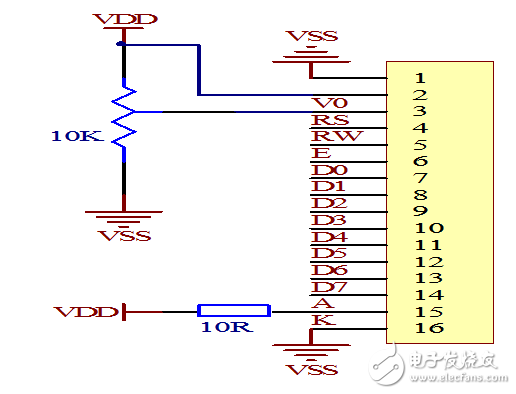 VDD
VSS
1
2
V0 3
RS 4
RW 5
E 6
D0 7
D1 8
D2 9
D3 10
D4 11
D5 12
D6 13
D7 14
A 15
K 16
10K
VSS
VDD
10R
VSS
电子发烧友
www.elecfans.com